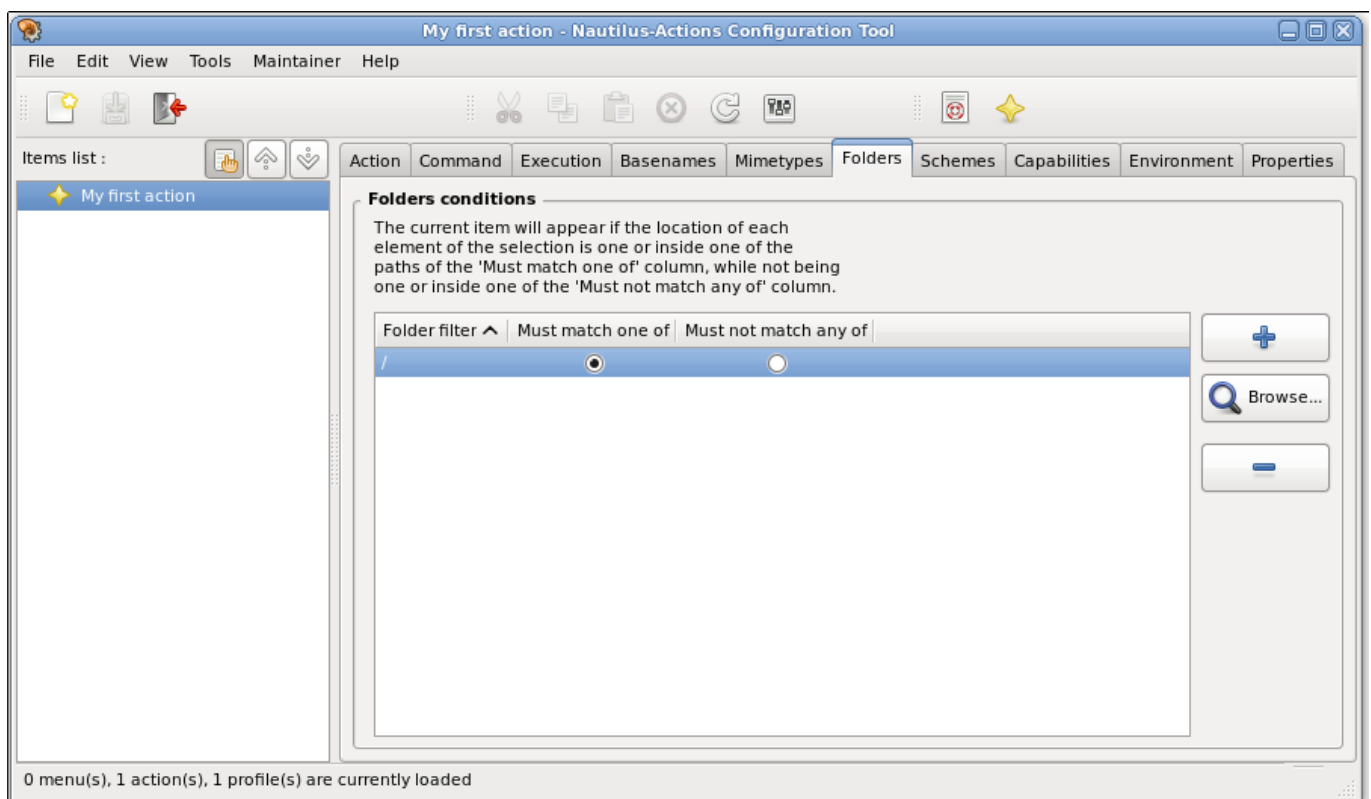 My first action - Nautilus-Actions Configuration Tool
File Edit View Tools Maintainer Help
Items list :
Action Command Execution Basenames Mimetypes Folders Schemes Capabilities Environment Properties
My first action
Folders conditions
The current item will appear if the location of each
element of the selection is one or inside one of the
paths of the 'Must match one of' column, while not being
one or inside one of the 'Must not match any of' column.
Folder filter Must match one of Must not match any of
/
Browse...
0 menu(s), 1 action(s), 1 profile(s) are currently loaded